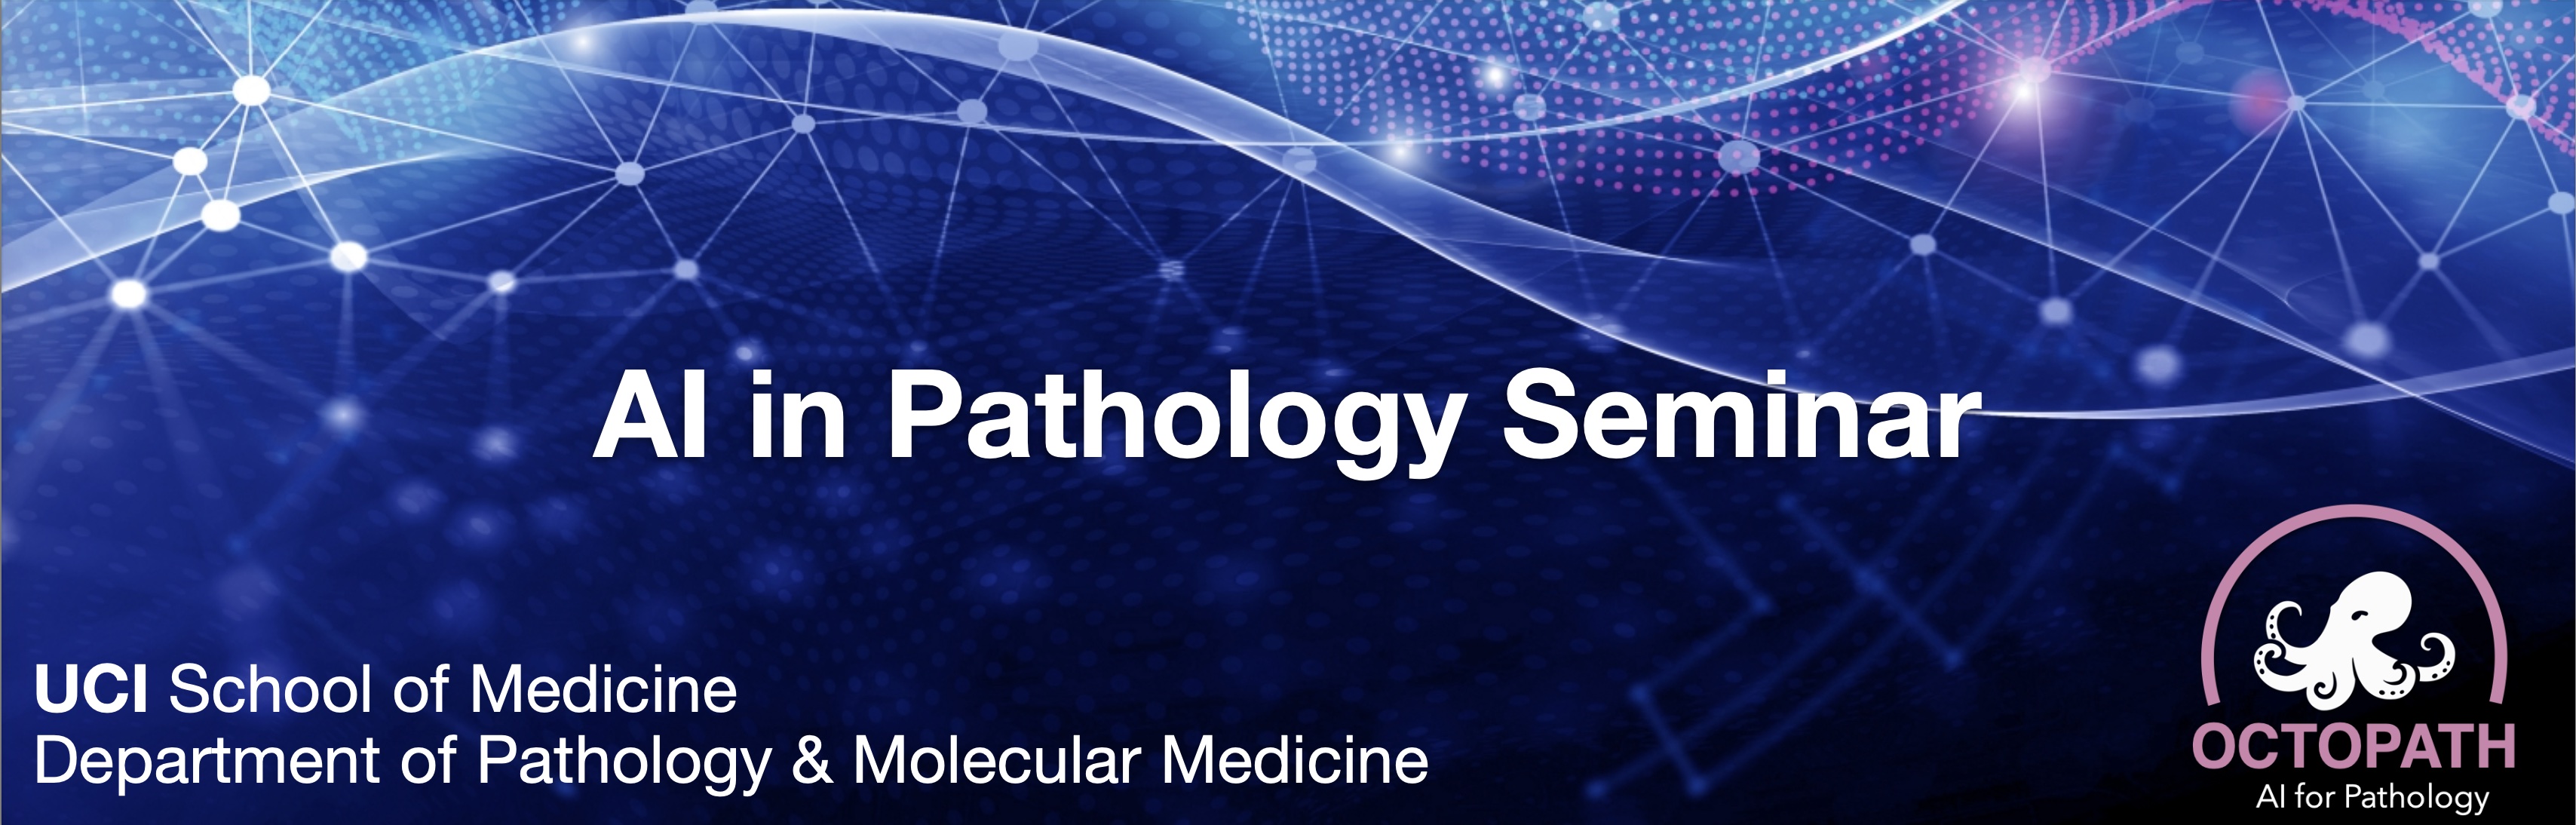 AI in Pathology Seminar
UCI School of Medicine
Department of Pathology & Molecular Medicine
OCTOPATH
AI for Pathology